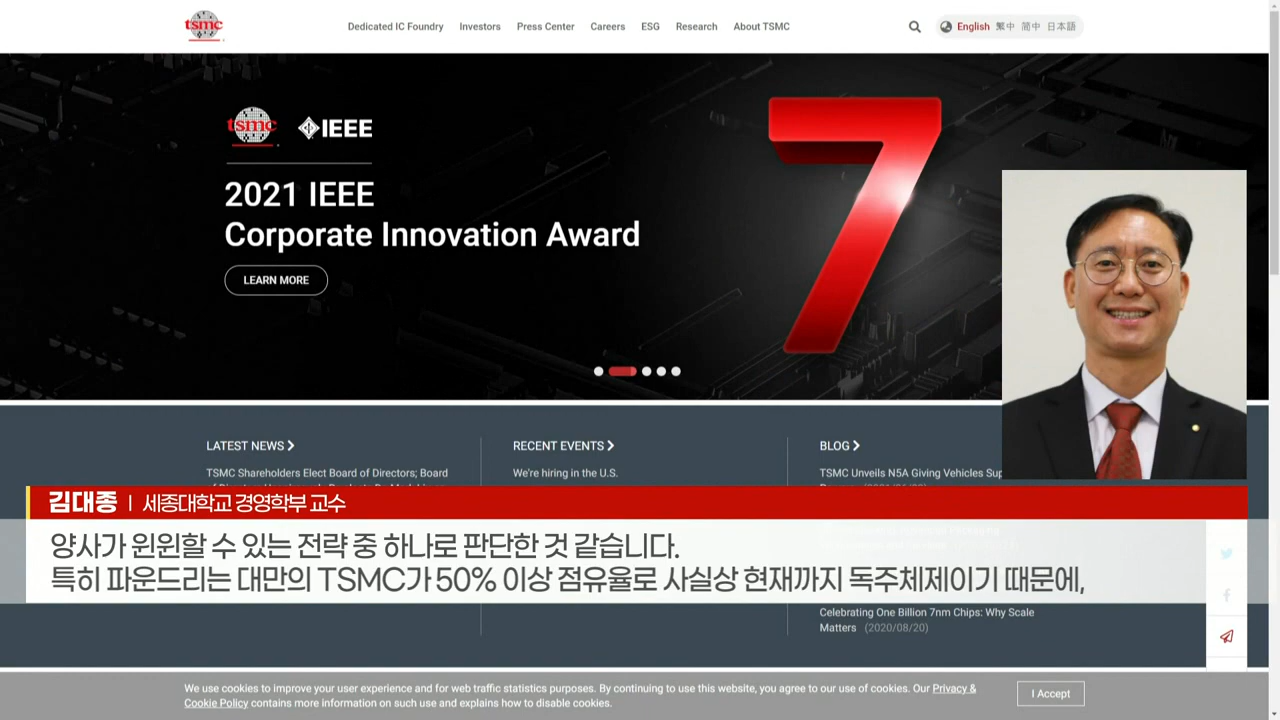 tsmc
Dedicated IC Foundry Investors Press Center Careers ESG Research About TSMC
English 繁中 简中 日本語
tsmc IEEE
2021 IEEE
Corporate Innovation Award
LEARN MORE
7
LATEST NEWS
TSMC Shareholders Elect Board of Directors; Board
RECENT EVENTS
We're hiring in the U.S.
BLOG
TSMC Unveils N5A Giving Vehicles Sup
김대종 | 세종대학교 경영학부 교수
양사가 윈윈할 수 있는 전략 중 하나로 판단한 것 같습니다.
특히 파운드리는 대만의 TSMC가 50% 이상 점유율로 사실상 현재까지 독주체제이기 때문에,
Celebrating One Billion 7nm Chips: Why Scale
Matters (2020/08/20)
We use cookies to improve your user experience and for web traffic statistics purposes. By continuing to use this website, you agree to our use of cookies. Our Privacy &
Cookie Policy contains more information on such use and explains how to disable cookies.
I Accept